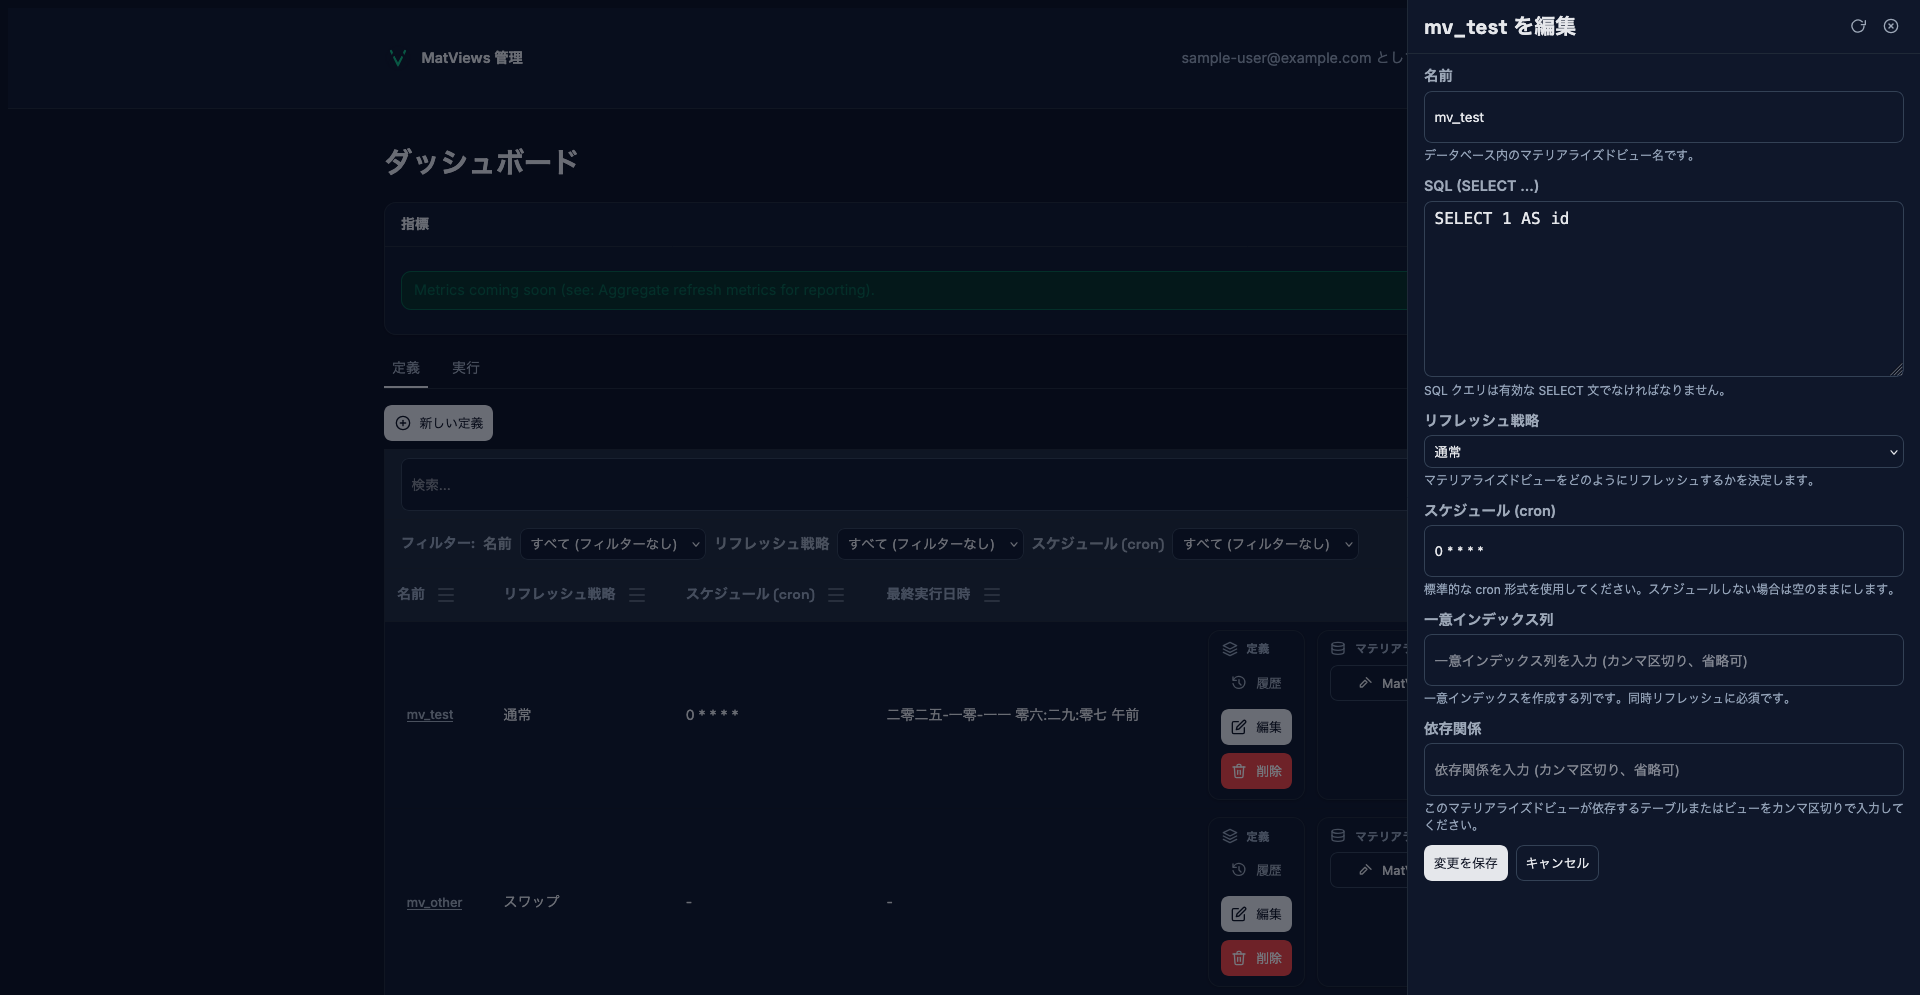 MatViews 管理
sample-user@example.com とし
ダッシュボード
指標
Metrics coming soon (see: Aggregate refresh metrics for reporting).
定義
実行
新しい定義
検索...
フィルター: 名前 すべて (フィルターなし) リフレッシュ戦略 すべて (フィルターなし) スケジュール (cron) すべて (フィルターなし)
名前 リフレッシュ戦略 スケジュール (cron) 最終実行日時
定義
マテリア
履歴
Mat
mv_test 通常 0 * * * * 二零二五-一零-一一 零六:二九:零七 午前
編集
削除
定義
マテリア
履歴
Mat
mv_other スワップ - -
編集
削除
mv_test を編集
名前
mv_test
データベース内のマテリアライズドビュー名です。
SQL (SELECT ...)
SELECT 1 AS id
SQL クエリは有効な SELECT 文でなければなりません。
リフレッシュ戦略
通常
マテリアライズドビューをどのようにリフレッシュするかを決定します。
スケジュール (cron)
0 * * * *
標準的な cron 形式を使用してください。スケジュールしない場合は空のままにします。
一意インデックス列
一意インデックス列を入力 (カンマ区切り、省略可)
一意インデックスを作成する列です。同時リフレッシュに必須です。
依存関係
依存関係を入力 (カンマ区切り、省略可)
このマテリアライズドビューが依存するテーブルまたはビューをカンマ区切りで入力して
ください。
変更を保存
キャンセル